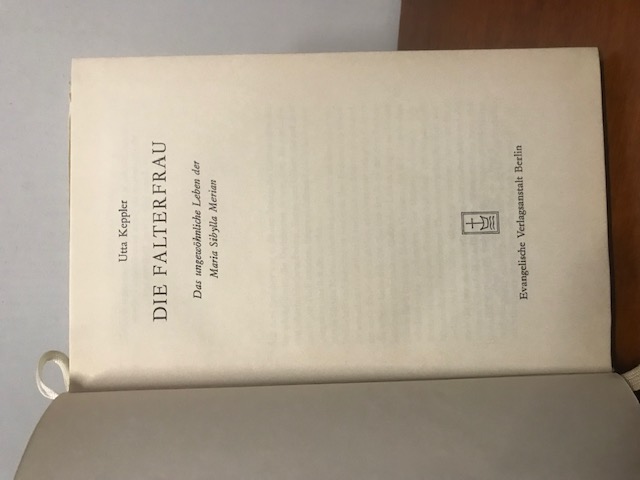 Utta Keppler
DIE FALTERFRAU
Das ungewöhnliche Leben der
Maria Sibylla Merian
Evangelische Verlagsanstalt Berlin